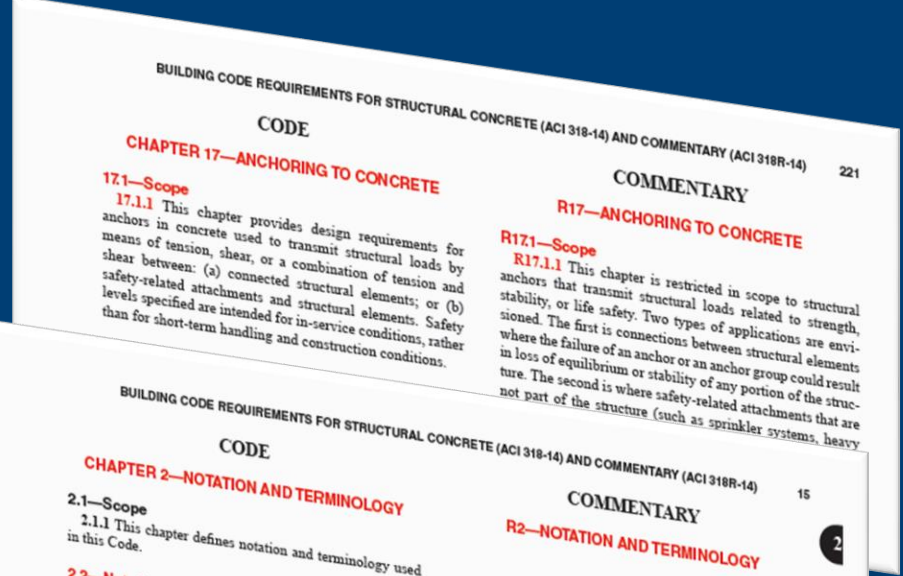 BUILDING CODE REQUIREMENTS FOR STRUCTURAL CONCRETE (ACI 318-14) AND COMMENTARY (ACI 318R-14) 221
CODE
CHAPTER 17—ANCHORING TO CONCRETE
17.1—Scope
17.1.1 This chapter provides design requirements for
anchors in concrete used to transmit structural loads by
means of tension, shear, or a combination of tension and
shear between: (a) connected structural elements; or (b)
safety-related attachments and structural elements. Safety
levels specified are intended for in-service conditions, rather
than for short-term handling and construction conditions.
COMMENTARY
R17—ANCHORING TO CONCRETE
R17.1—Scope
R17.1.1 This chapter is restricted in scope to structural
anchors that transmit structural loads related to strength,
stability, or life safety. Two types of applications are envi-
sioned. The first is connections between structural elements
where the failure of an anchor or an anchor group could result
in loss of equilibrium or stability of any portion of the struc-
ture. The second is where safety-related attachments that are
not part of the structure (such as sprinkler systems, heavy
BUILDING CODE REQUIREMENTS FOR STRUCTURAL CONCRETE (ACI 318-14) AND COMMENTARY (ACI 318R-14) 15
CODE
CHAPTER 2—NOTATION AND TERMINOLOGY
2.1—Scope
2.1.1 This chapter defines notation and terminology used
in this Code.
COMMENTARY
R2—NOTATION AND TERMINOLOGY
2